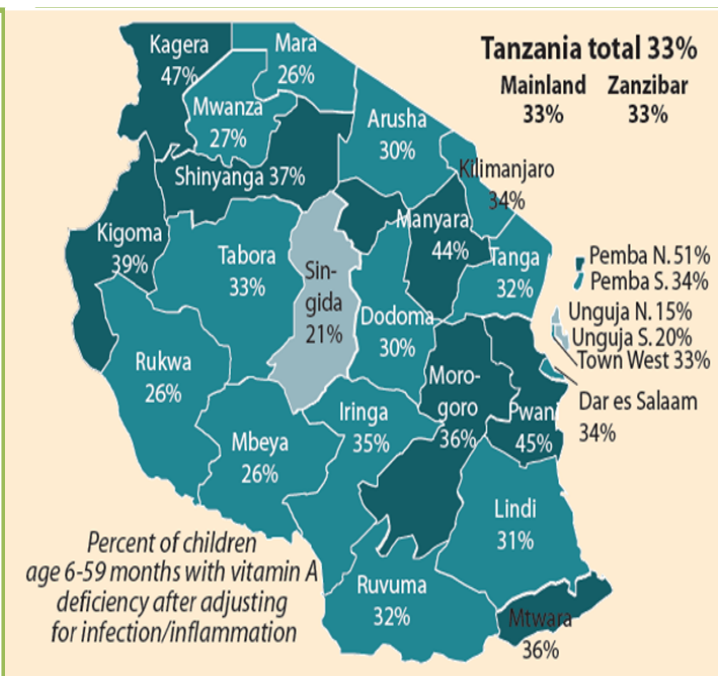 Kagera
47%
Mara
26%
Tanzania total 33%
Mainland Zanzibar
33% 33%
Mwanza
27%
Arusha
30%
Kilimanjaro
34%
Shinyanga 37%
Kigoma
39%
Manyara
44%
Tabora
33%
Tanga
32%
Pemba N. 51%
Pemba S. 34%
Sin-
gida
21%
Dodoma
30%
Unguja N. 15%
Unguja S. 20%
Town West 33%
Rukwa
26%
Moro-
goro
36%
Dar es Salaam
34%
Iringa
35%
Pwani
45%
Mbeya
26%
Lindi
31%
Percent of children
age 6-59 months with vitamin A
deficiency after adjusting
for infection/inflammation
Ruvuma
32%
Mtwara
36%